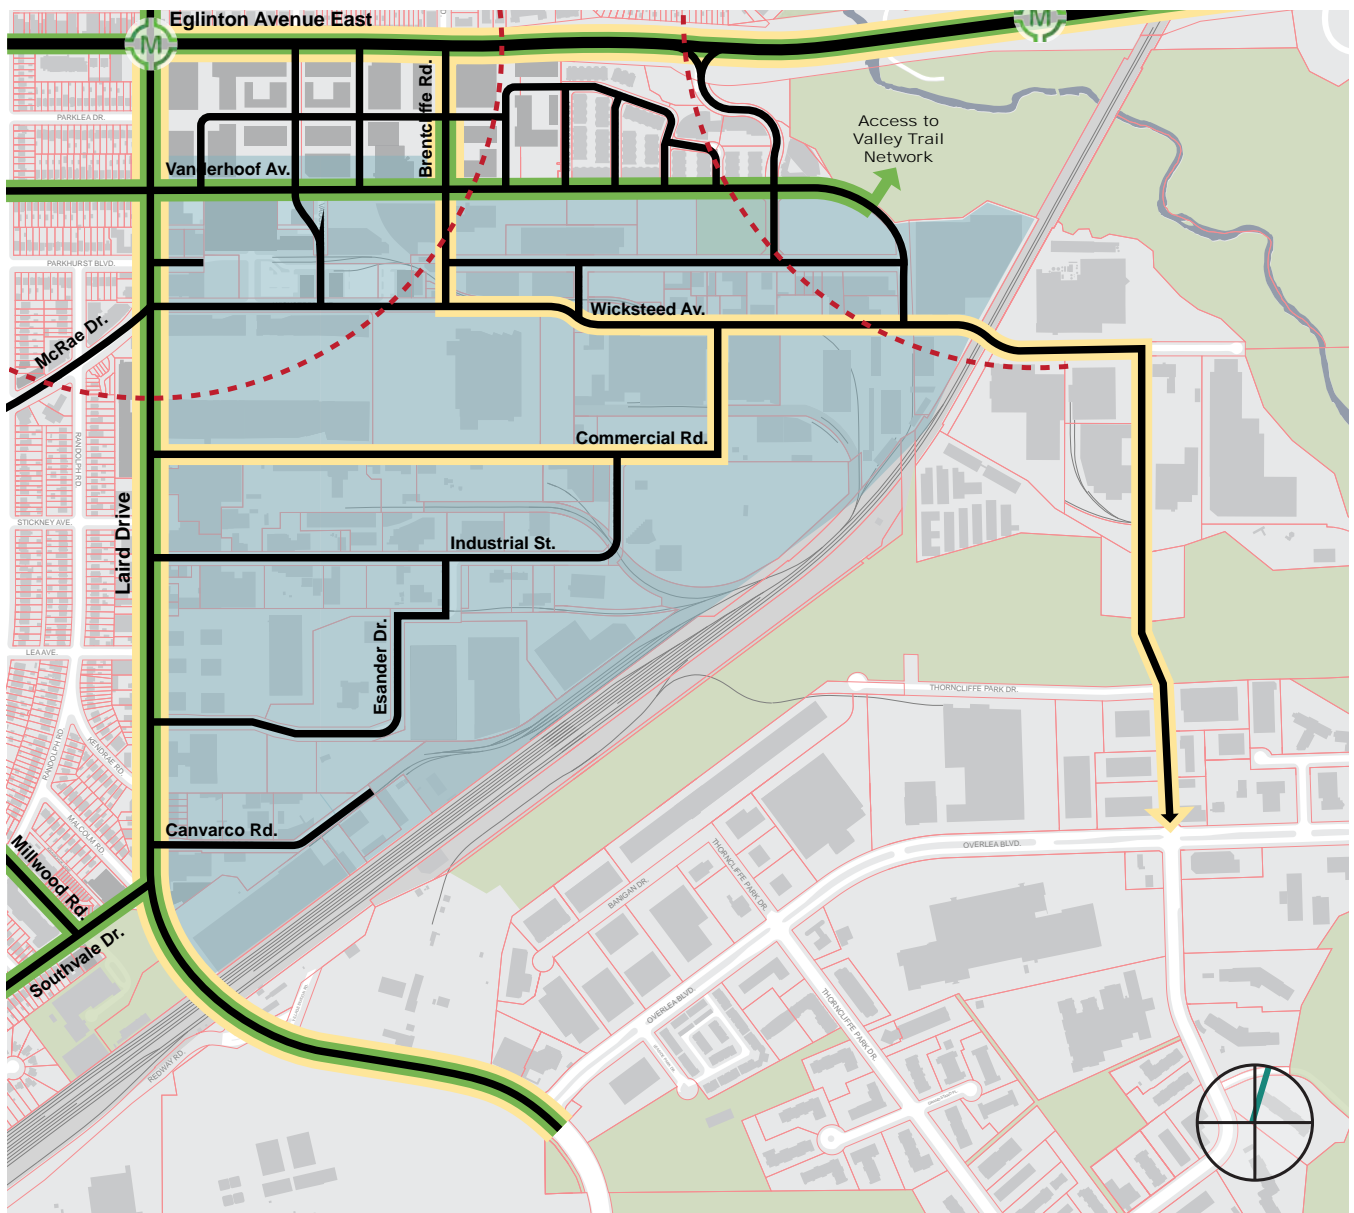 Eglinton Avenue East
M
M
PARKLEA DR.
Brentcliffe Rd.
Access to
Valley Trail
Network
Vanderhoof Av.
PARKHURST BLVD.
McRae Dr.
Wicksteed Av.
Commercial Rd.
RANDOLPH RD.
Laird Drive
STICKNEY AVE.
Industrial St.
Esander Dr.
LEA AVE.
THORNCLIFFE PARK DR.
RANDOLPH RD
KENRAE RD.
MALCOLM RD.
Canvarco Rd.
Millwood Rd.
Southvale Dr.
OVERLEA BLVD.
THORNCLIFFE PARK DR.
BANIGAN DR.
OVERLEA BLVD.
THORNCLIFFE PARK DR.
REDWAY RD.